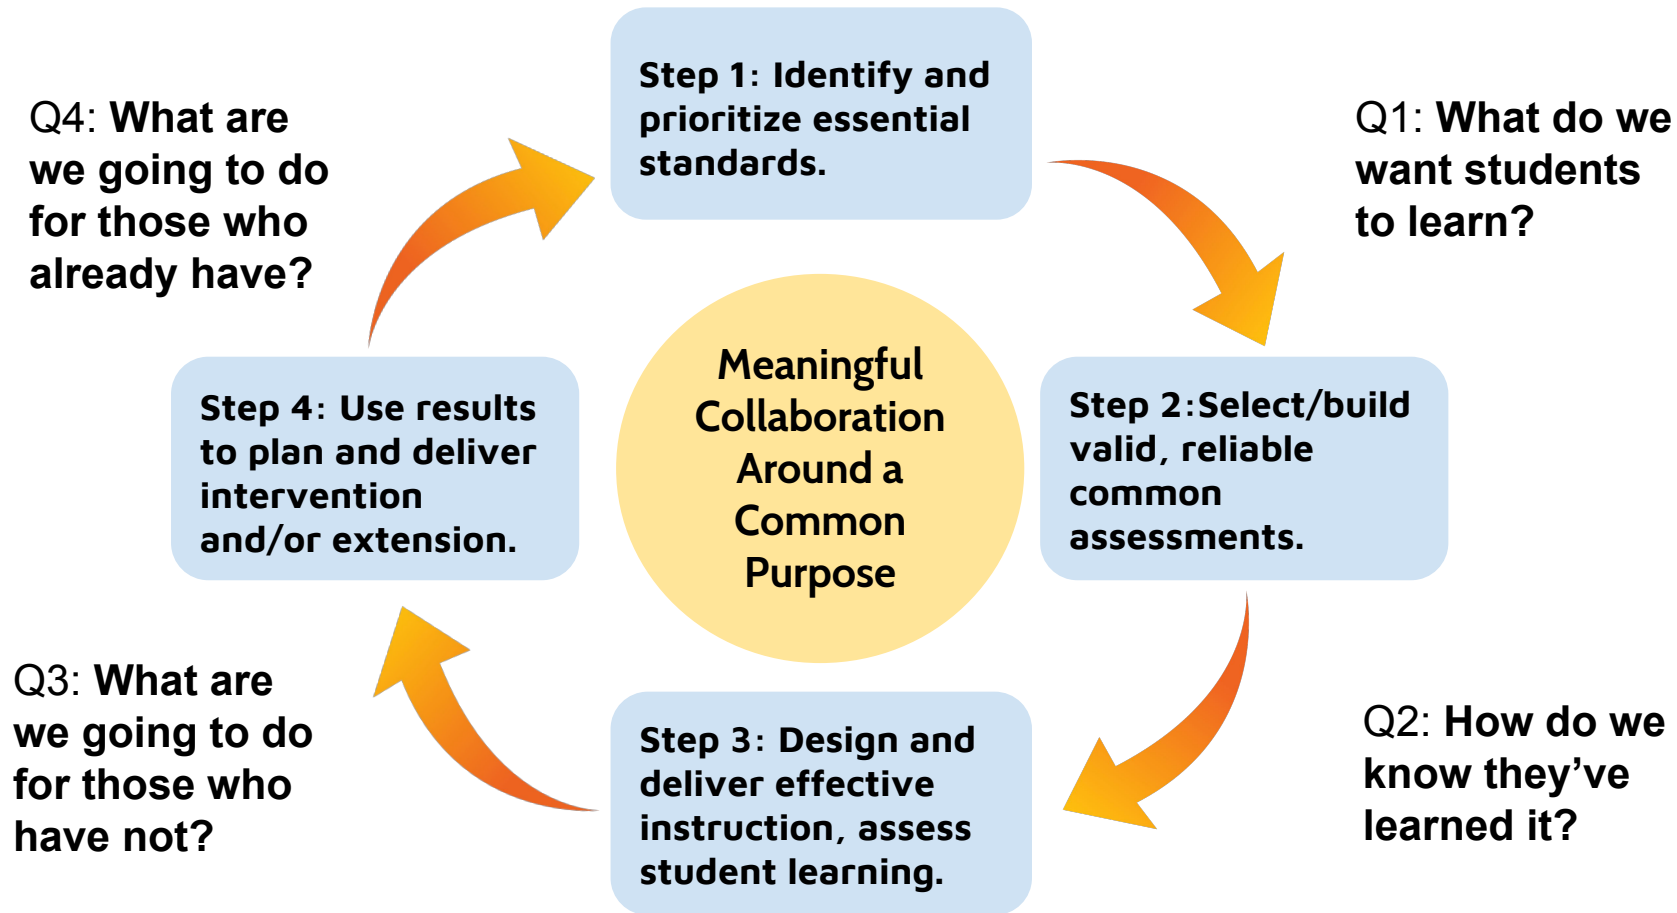 Step 1: Identify and
prioritize essential
standards.
Q1: What do we
want students
to learn?
Step 2:Select/build
valid, reliable
common
assessments.
Q2: How do we
know they’ve
learned it?
Step 3: Design and
deliver effective
instruction, assess
student learning.
Q3: What are
we going to do
for those who
have not?
Step 4: Use results
to plan and deliver
intervention
and/or extension.
Q4: What are
we going to do
for those who
already have?
Meaningful
Collaboration
Around a
Common
Purpose